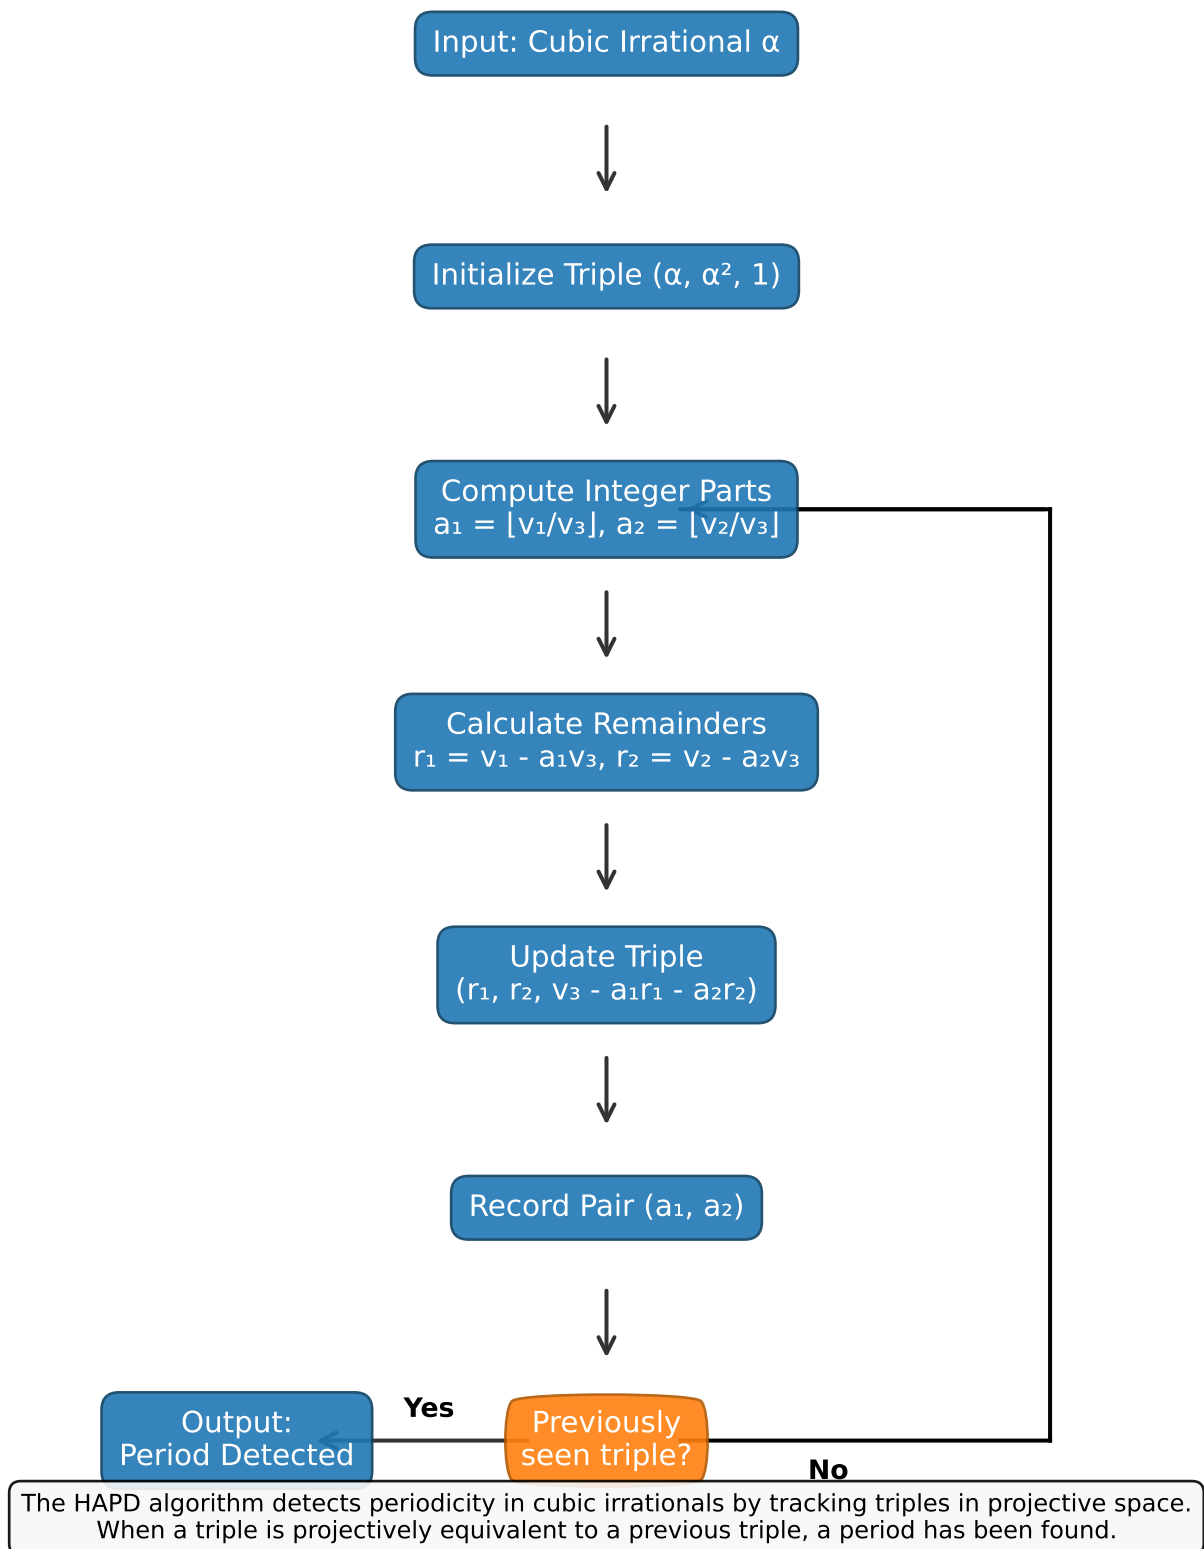 Input: Cubic Irrational α
Initialize Triple (α, α², 1)
Compute Integer Parts
a₁ = ⌊v₁/v₃⌋, a₂ = ⌊v₂/v₃⌋
Calculate Remainders
r₁ = v₁ - a₁v₃, r₂ = v₂ - a₂v₃
Update Triple
(r₁, r₂, v₃ - a₁r₁ - a₂r₂)
Record Pair (a₁, a₂)
Yes
Output:
Period Detected
Previously
seen triple?
No
The HAPD algorithm detects periodicity in cubic irrationals by tracking triples in projective space.
When a triple is projectively equivalent to a previous triple, a period has been found.